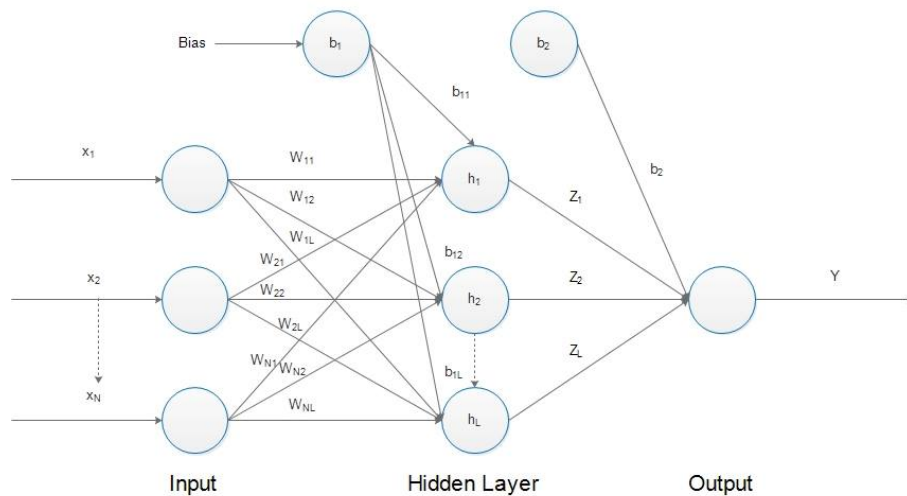 Bias
b1
b2
b11
x1
W11
h1
W12
b2
Z1
W1L
W21
b12
x2
W22
h2
Z2
Y
W2L
WN1
WN2
b1L
ZL
xN
WNL
hL
Input
Hidden Layer
Output